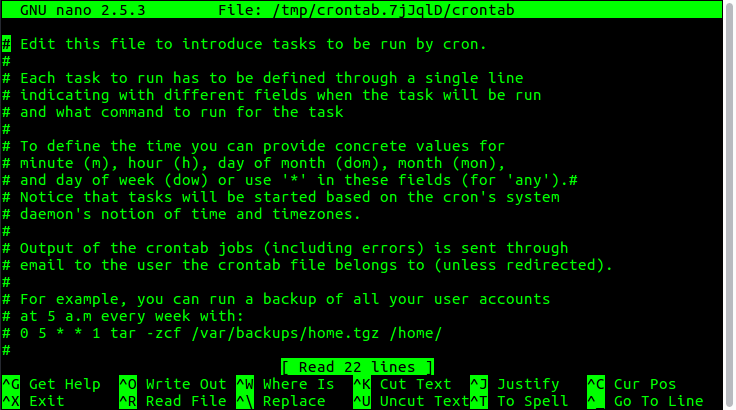 GNU nano 2.5.3 File: /tmp/crontab.7jJqlD/crontab
# Edit this file to introduce tasks to be run by cron.
#
# Each task to run has to be defined through a single line
# indicating with different fields when the task will be run
# and what command to run for the task
#
# To define the time you can provide concrete values for
# minute (m), hour (h), day of month (dom), month (mon),
# and day of week (dow) or use '*' in these fields (for 'any').#
# Notice that tasks will be started based on the cron's system
# daemon's notion of time and timezones.
#
# Output of the crontab jobs (including errors) is sent through
# email to the user the crontab file belongs to (unless redirected).
#
# For example, you can run a backup of all your user accounts
# at 5 a.m every week with:
# 0 5 * * 1 tar -zcf /var/backups/home.tgz /home/
#
[ Read 22 lines ]
^G Get Help ^O Write Out ^W Where Is ^K Cut Text ^J Justify ^C Cur Pos
^X Exit ^R Read File ^\ Replace ^U Uncut Text ^T To Spell ^_ Go To Line